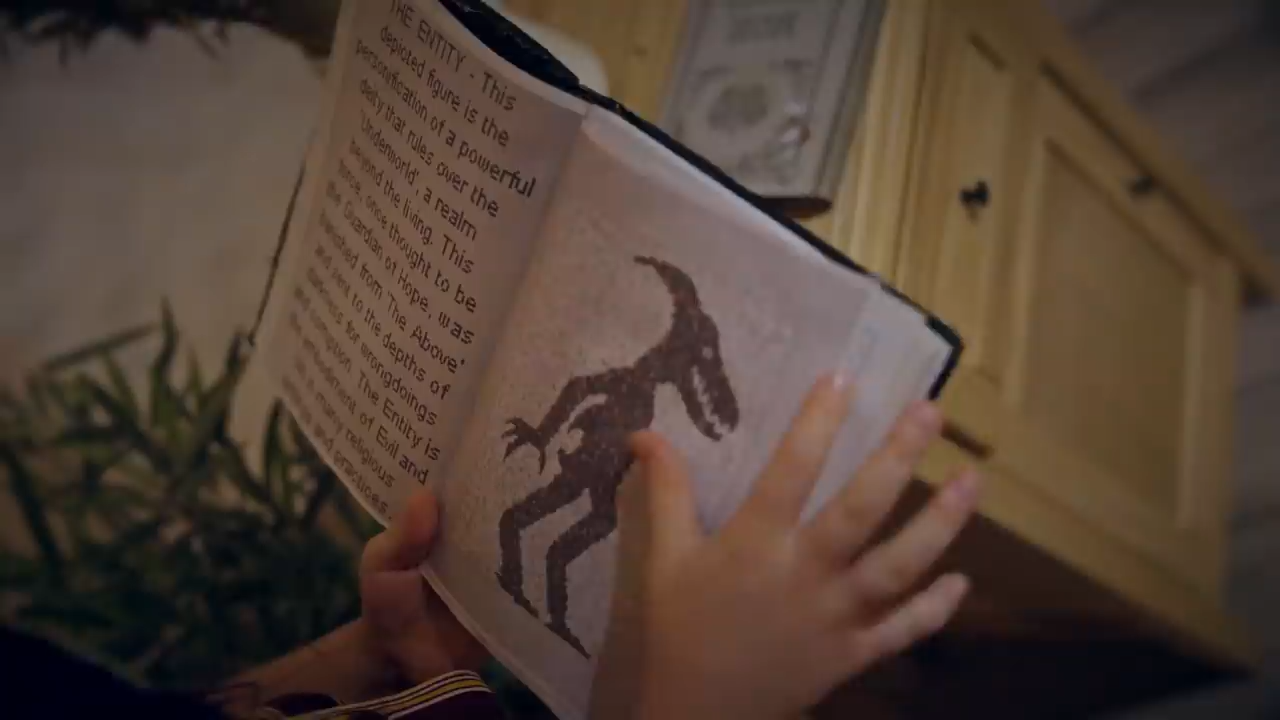 THE ENTITY - This
depicted figure is the
personification of a powerful
deity that rules over the
'Underworld', a realm
beyond the living. This
force, once thought to be
the Guardian of Hope, was
banished from 'The Above'
and sent to the depths of
darkness for wrongdoings
and corruption. The Entity is
embodiment of Evil and
many religious
and practices.